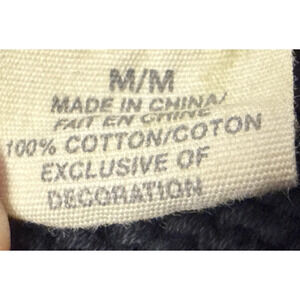 M/M
MADE IN CHINA/
FAIT EN CHINE
100% COTTON/COTON
EXCLUSIVE OF
DECORATION